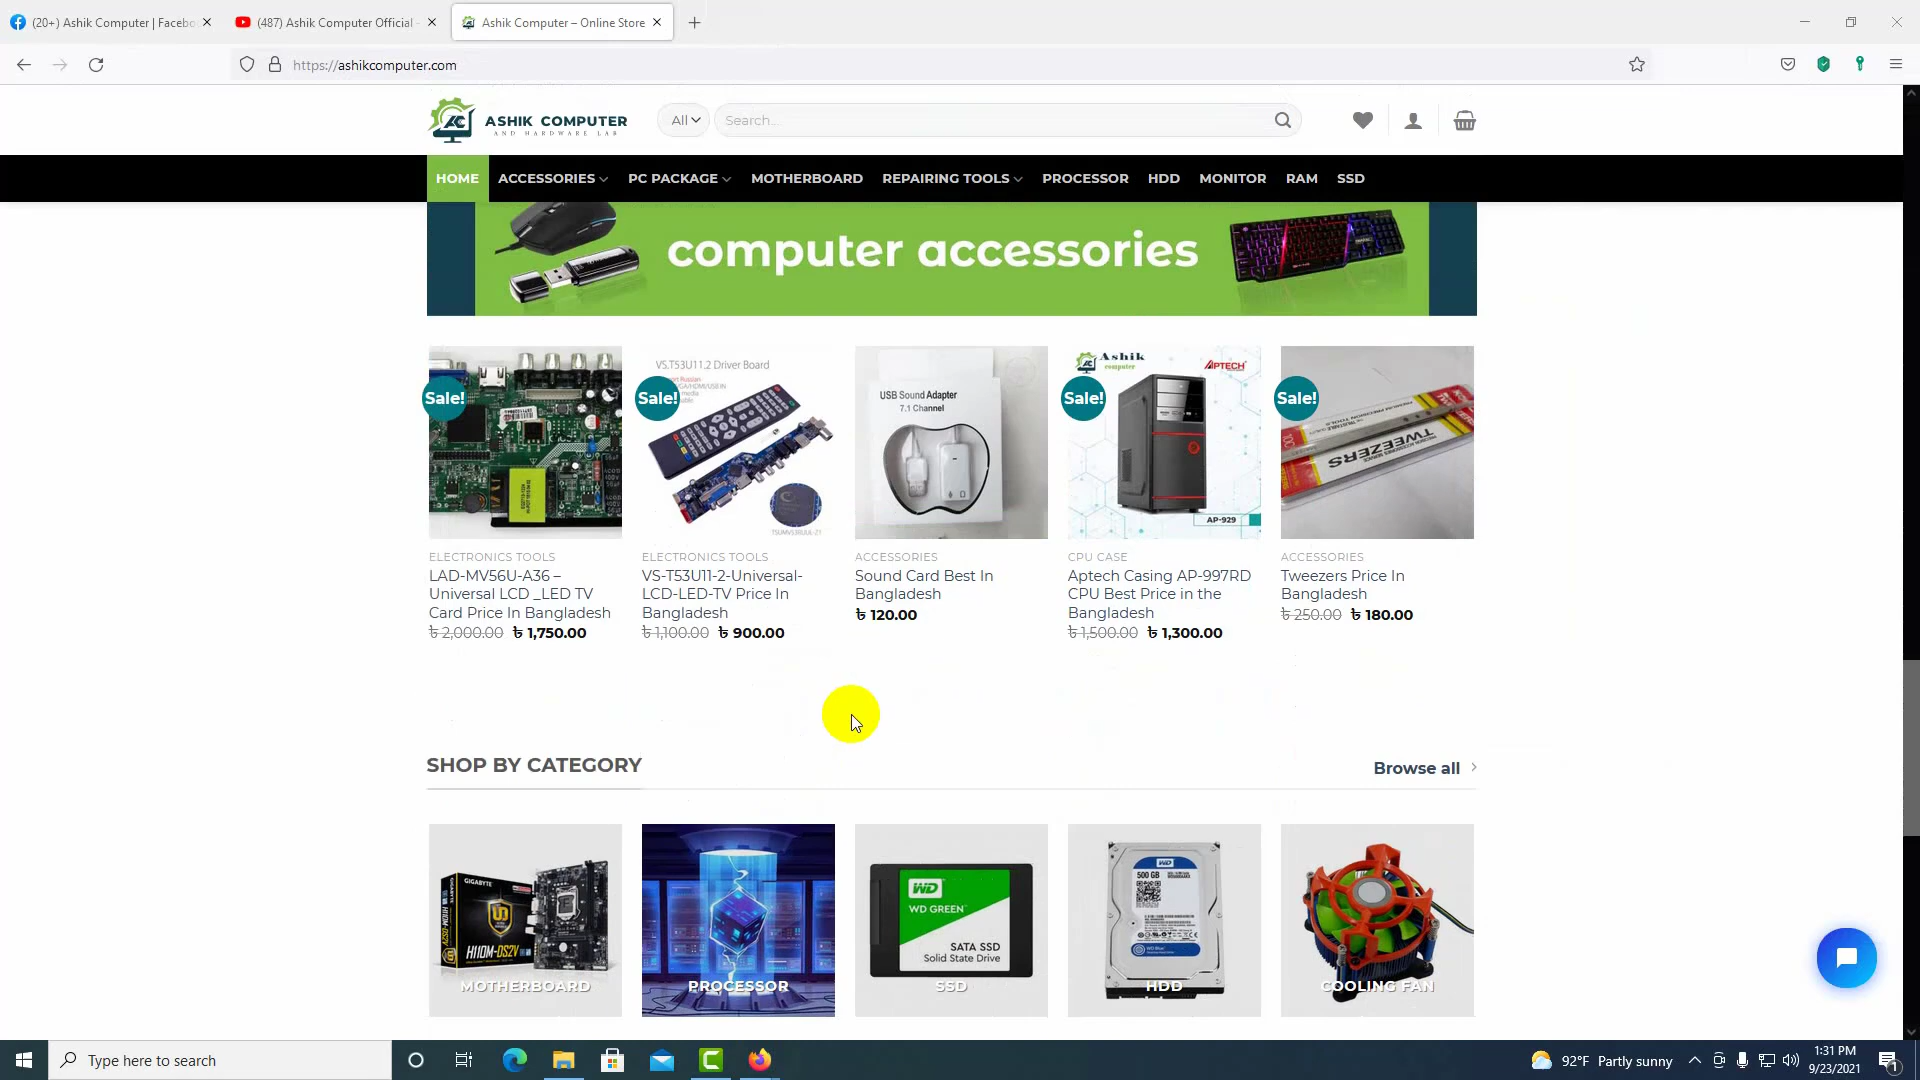 (20+) Ashik Computer | Facebo
(487) Ashik Computer Official -
Ashik Computer – Online Store
https://ashikcomputer.com
AC
ASHIK COMPUTER
AND HARDWARE LAB
All
Search...
HOME ACCESSORIES PC PACKAGE MOTHERBOARD REPAIRING TOOLS PROCESSOR HDD MONITOR RAM SSD
computer accessories
Sale!
ELECTRONICS TOOLS
LAD-MV56U-A36 –
Universal LCD _LED TV
Card Price In Bangladesh
৳ 2,000.00 ৳ 1,750.00
VS.T53U11.2 Driver Board
Sale!
ELECTRONICS TOOLS
VS-T53U11-2-Universal-
LCD-LED-TV Price In
Bangladesh
৳ 1,100.00 ৳ 900.00
USB Sound Adapter
7.1 Channel
ACCESSORIES
Sound Card Best In
Bangladesh
৳ 120.00
Ashik
computer
APTECH
Sale!
AP-929
CPU CASE
Aptech Casing AP-997RD
CPU Best Price in the
Bangladesh
৳ 1,500.00 ৳ 1,300.00
Sale!
TWEEZERS
ACCESSORIES
Tweezers Price In
Bangladesh
৳ 250.00 ৳ 180.00
SHOP BY CATEGORY
Browse all
GIGABYTE
UD
H110M-DS2V
MOTHERBOARD
PROCESSOR
WD
WD GREEN
SATA SSD
Solid State Drive
SSD
WD
500 GB
WD Blue
HDD
COOLING FAN
Type here to search
92°F Partly sunny
1:31 PM
9/23/2021
1